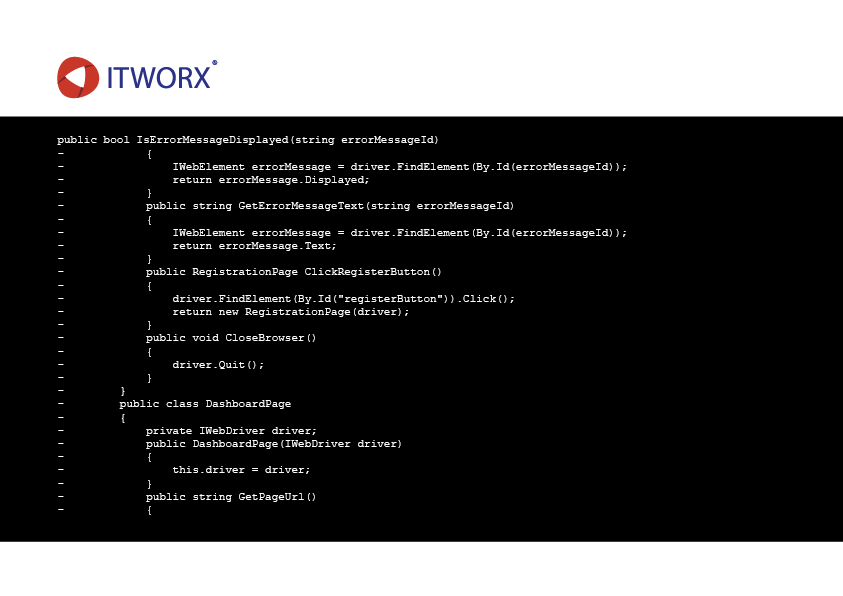 ITWORX®
public bool IsErrorMessageDisplayed(string errorMessageId)
- {
- IWebElement errorMessage = driver.FindElement(By.Id(errorMessageId));
- return errorMessage.Displayed;
- }
- public string GetErrorMessageText(string errorMessageId)
- {
- IWebElement errorMessage = driver.FindElement(By.Id(errorMessageId));
- return errorMessage.Text;
- }
- public RegistrationPage ClickRegisterButton()
- {
- driver.FindElement(By.Id("registerButton")).Click();
- return new RegistrationPage(driver);
- }
- public void CloseBrowser()
- {
- driver.Quit();
- }
- }
- public class DashboardPage
- {
- private IWebDriver driver;
- public DashboardPage(IWebDriver driver)
- {
- this.driver = driver;
- }
- public string GetPageUrl()
- {